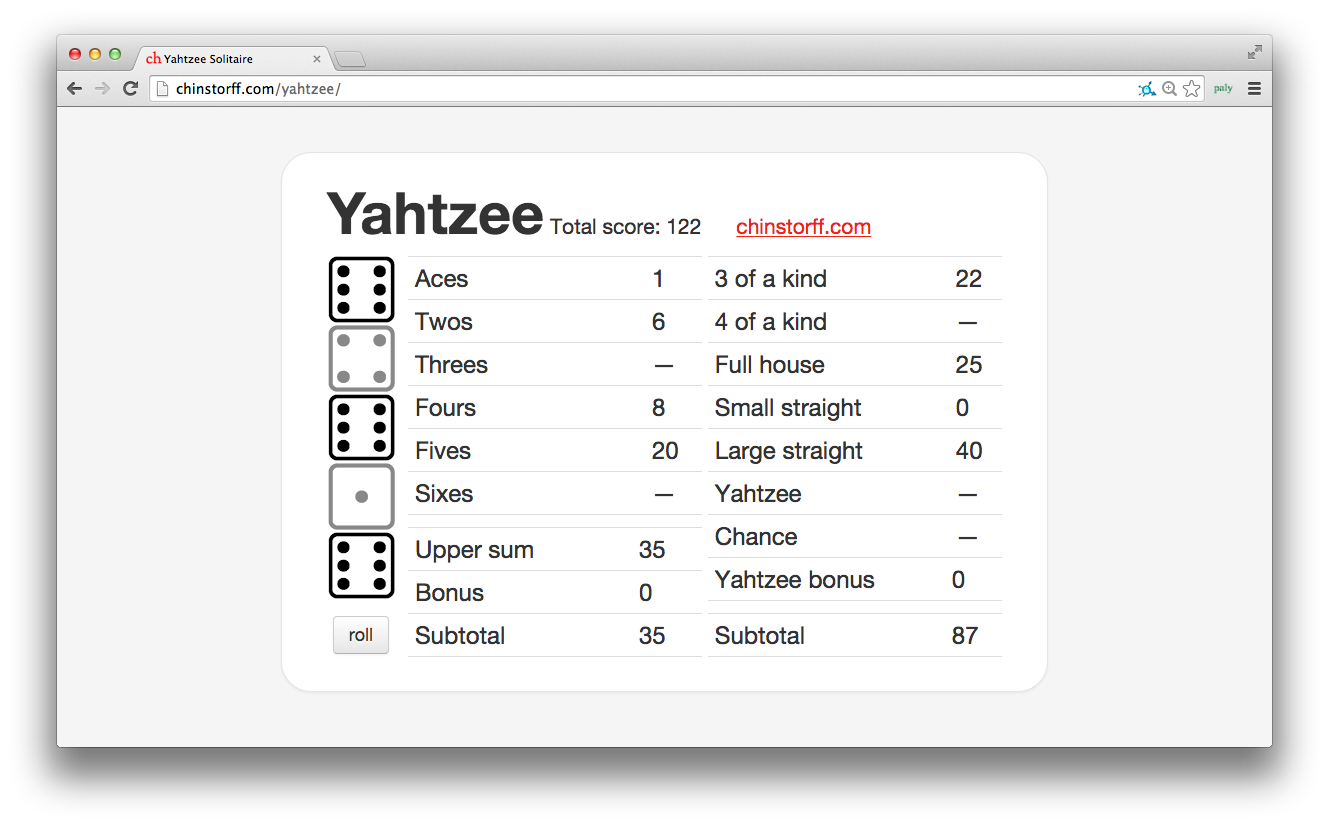 ch Yahtzee Solitaire
chinstorff.com/yahtzee/
paly
Yahtzee Total score: 122 chinstorff.com
Aces 1 3 of a kind 22
Twos 6 4 of a kind —
Threes — Full house 25
Fours 8 Small straight 0
Fives 20 Large straight 40
Sixes — Yahtzee —
Chance —
Upper sum 35
Yahtzee bonus 0
Bonus 0
Subtotal 35 Subtotal 87
roll